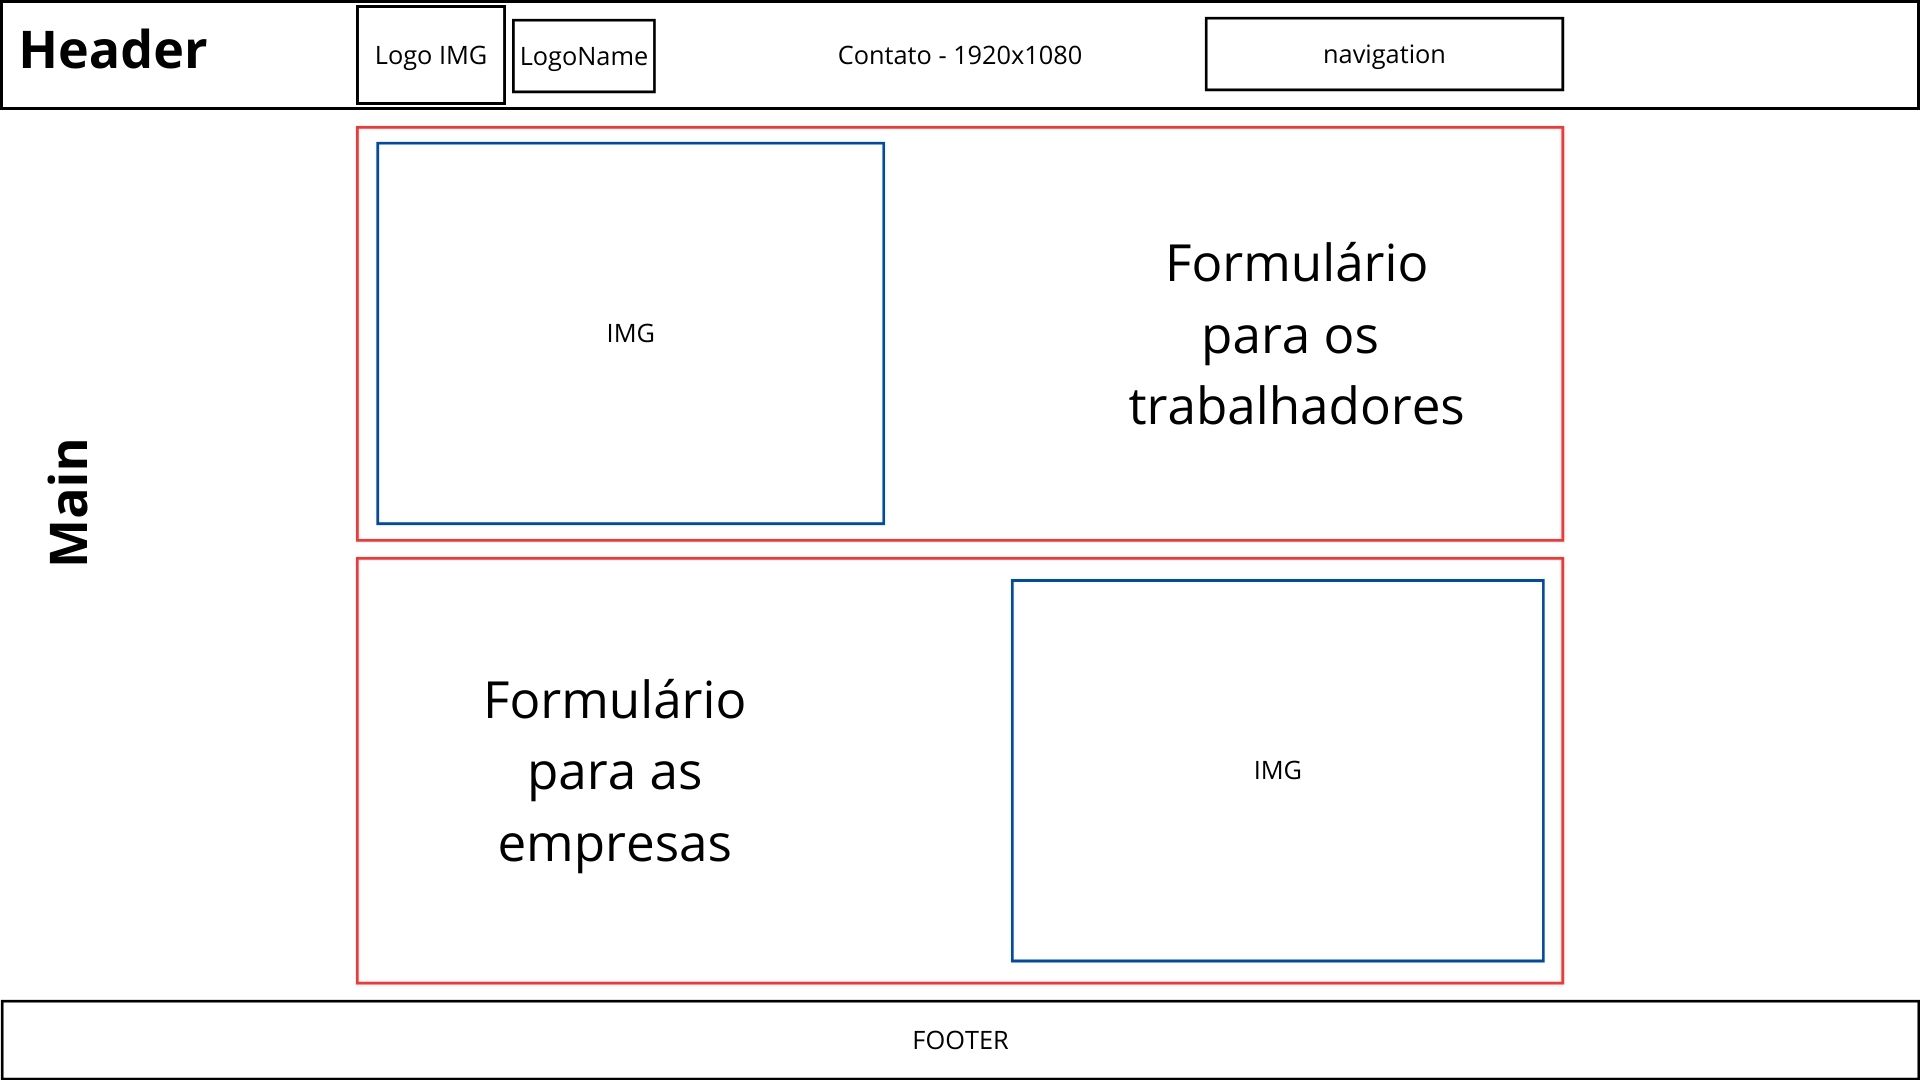 Header
Logo IMG
LogoName
Contato - 1920x1080
navigation
Main
IMG
Formulário
para os
trabalhadores
Formulário
para as
empresas
IMG
FOOTER